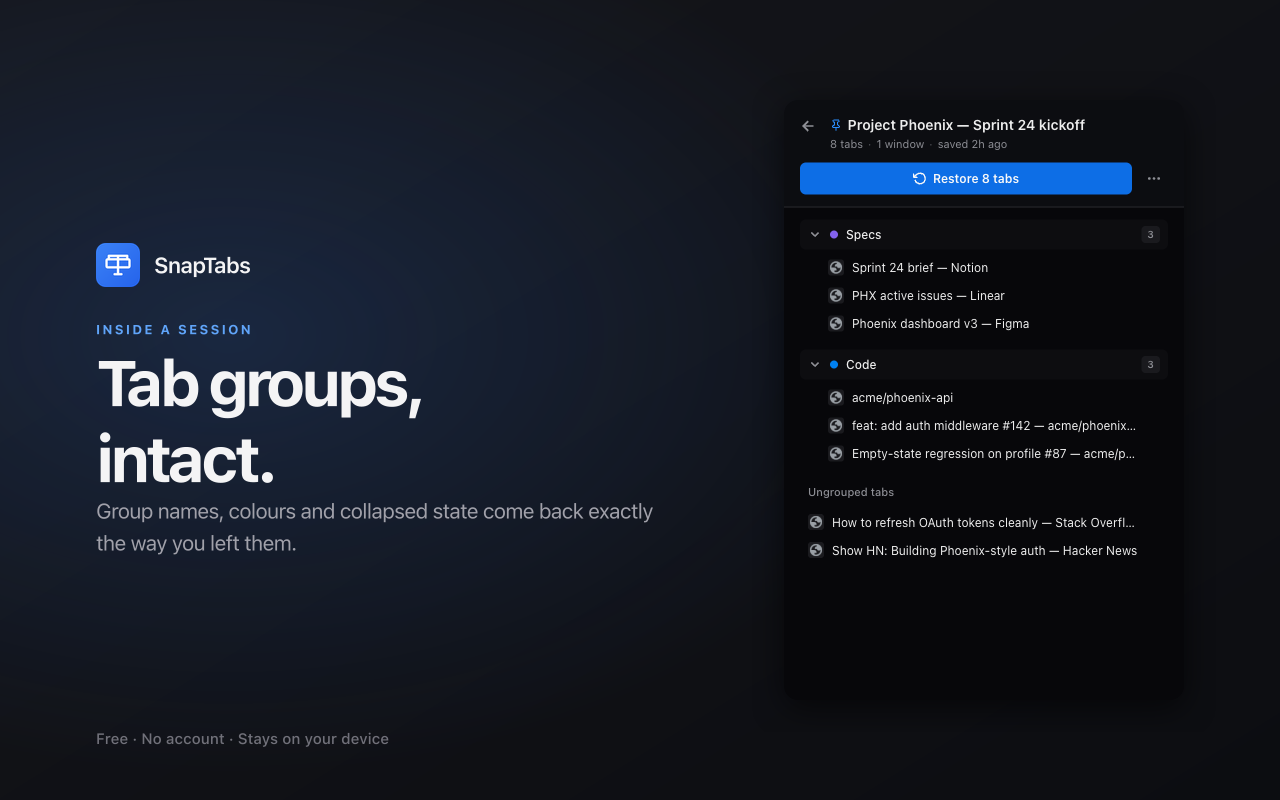 SnapTabs
INSIDE A SESSION
Tab groups,
intact.
Group names, colours and collapsed state come back exactly
the way you left them.
Free · No account · Stays on your device
Project Phoenix — Sprint 24 kickoff
8 tabs · 1 window · saved 2h ago
Restore 8 tabs
Specs 3
Sprint 24 brief — Notion
PHX active issues — Linear
Phoenix dashboard v3 — Figma
Code 3
acme/phoenix-api
feat: add auth middleware #142 — acme/phoenix...
Empty-state regression on profile #87 — acme/p...
Ungrouped tabs
How to refresh OAuth tokens cleanly — Stack Overfl...
Show HN: Building Phoenix-style auth — Hacker News